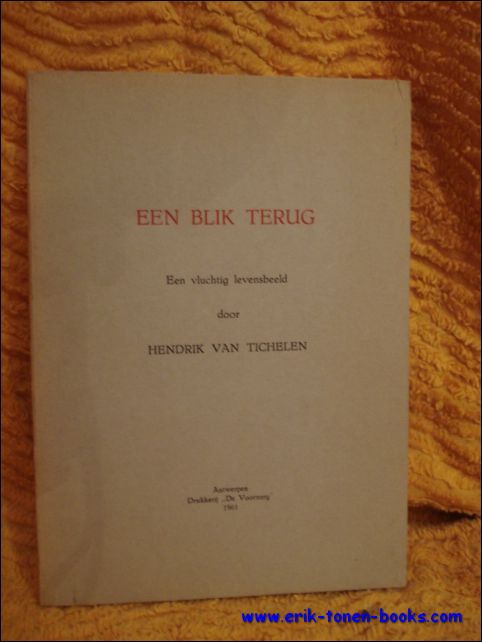 EEN BLIK TERUG
Een vluchtig levensbeeld
door
HENDRIK VAN TICHELEN
Antwerpen
Drukkerij „De Vooruzorg"
1961
www.erik-tonen-books.com